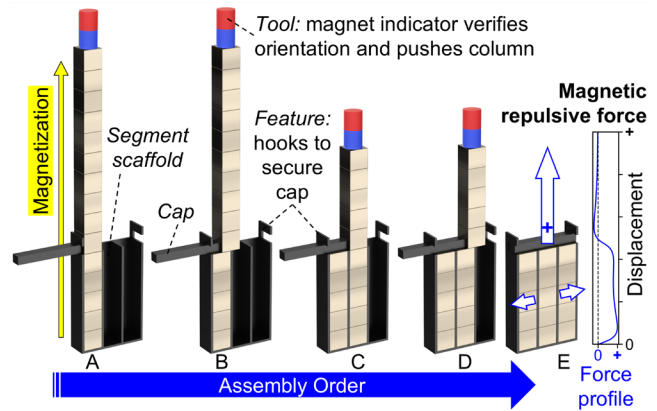 Tool: magnet indicator verifies
orientation and pushes column
Magnetization
Segment
scaffold
Cap
Feature:
hooks to
secure
cap
Magnetic
repulsive force
+
+
Displacement
0
0 +
Force
profile
A B C D E
Assembly Order